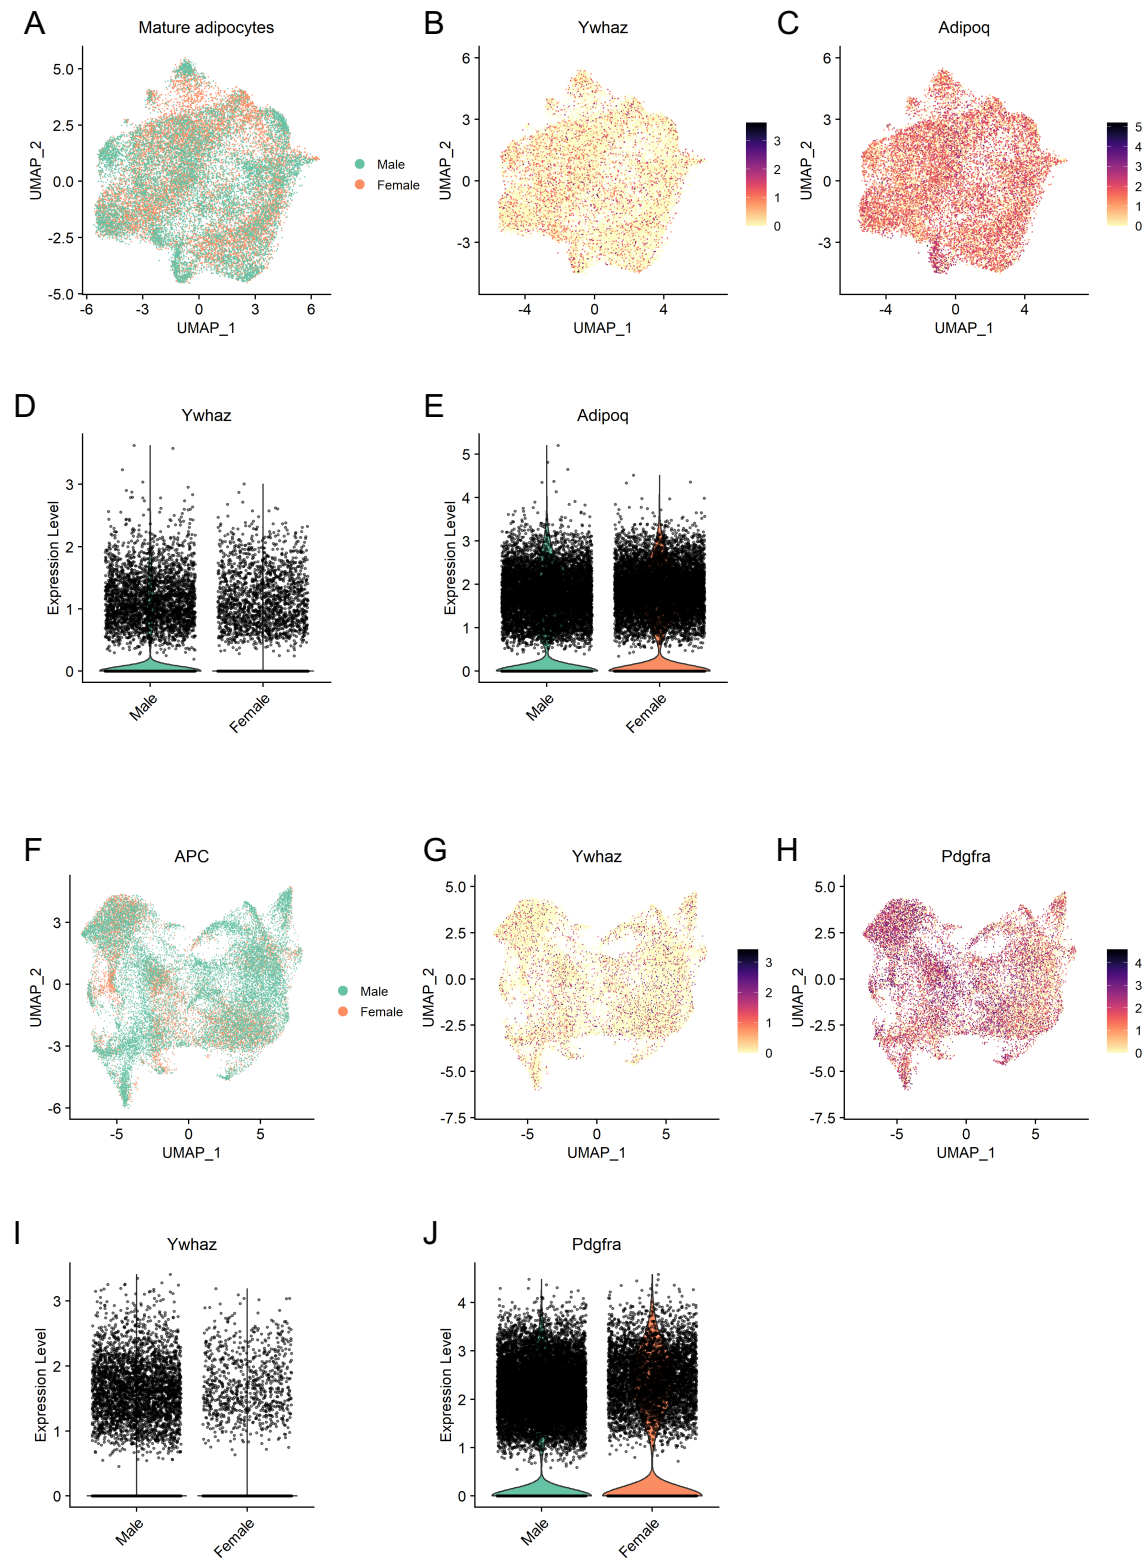 A
Mature adipocytes
5.0
2.5
0.0
-2.5
-5.0
UMAP_2
-6
-3
0
3
6
UMAP_1
Male
Female
B
Ywhaz
6
3
0
-3
UMAP_2
-4
0
4
UMAP_1
3
2
1
0
C
Adipoq
6
3
0
-3
UMAP_2
-4
0
4
UMAP_1
5
4
3
2
1
0
D
Ywhaz
3
2
1
0
Expression Level
Male
Female
E
Adipoq
5
4
3
2
1
0
Expression Level
Male
Female
F
APC
3
0
-3
-6
UMAP_2
-5
0
5
UMAP_1
Male
Female
G
Ywhaz
5.0
2.5
0.0
-2.5
-5.0
-7.5
UMAP_2
-5
0
5
UMAP_1
3
2
1
0
H
Pdgfra
5.0
2.5
0.0
-2.5
-5.0
-7.5
UMAP_2
-5
0
5
UMAP_1
4
3
2
1
0
I
Ywhaz
3
2
1
0
Expression Level
Male
Female
J
Pdgfra
4
3
2
1
0
Expression Level
Male
Female